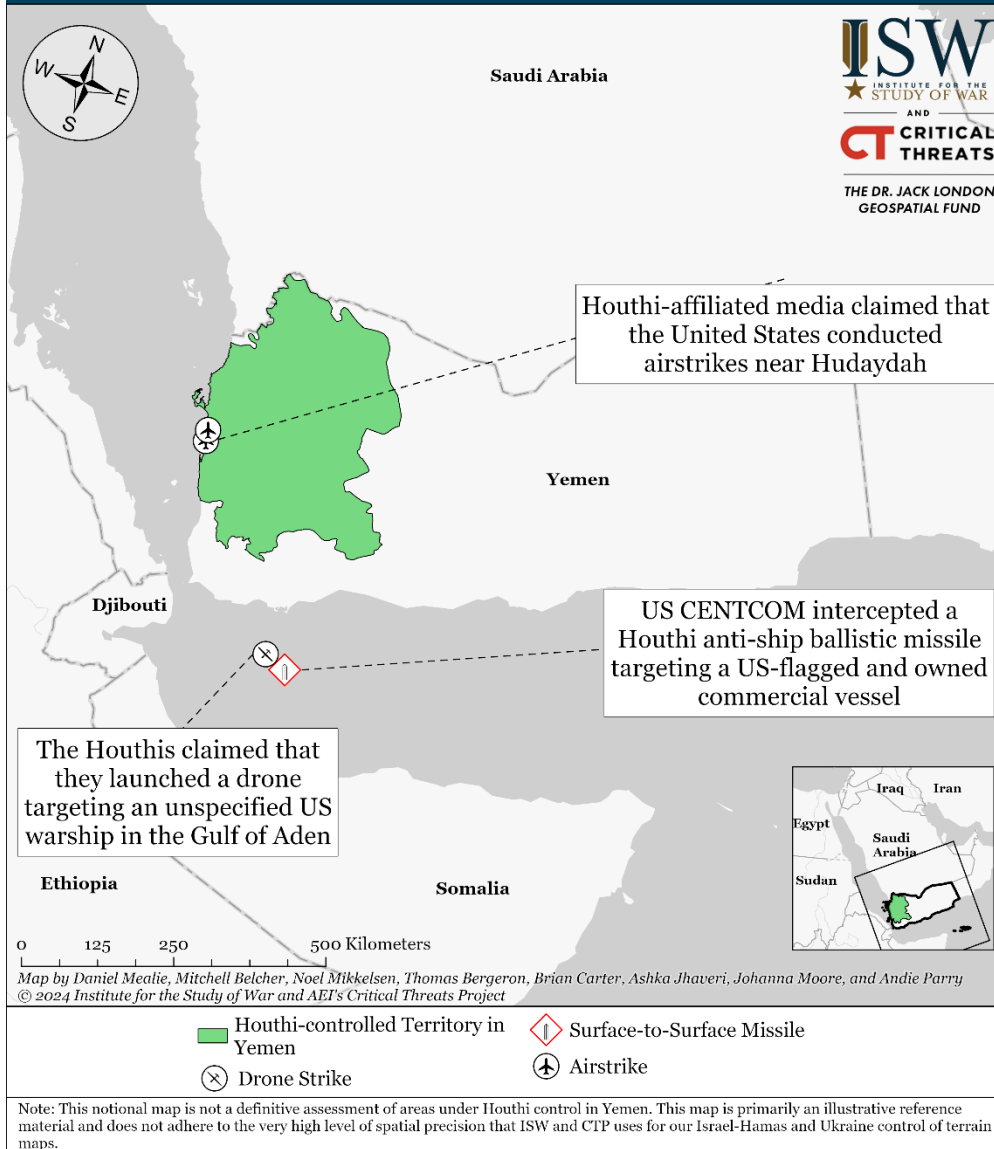 N
W
E
S
Saudi Arabia
ISW
INSTITUTE FOR THE
STUDY OF WAR
AND
CT CRITICAL
THREATS
THE DR. JACK LONDON
GEOSPATIAL FUND
Houthi-affiliated media claimed that
the United States conducted
airstrikes near Hudaydah
Yemen
Djibouti
US CENTCOM intercepted a
Houthi anti-ship ballistic missile
targeting a US-flagged and owned
commercial vessel
The Houthis claimed that
they launched a drone
targeting an unspecified US
warship in the Gulf of Aden
Ethiopia
Somalia
Iraq
Iran
Egypt
Saudi
Arabia
Sudan
0 125 250 500 Kilometers
Map by Daniel Mealie, Mitchell Belcher, Noel Mikkelsen, Thomas Bergeron, Brian Carter, Ashka Jhaveri, Johanna Moore, and Andie Parry
© 2024 Institute for the Study of War and AEI's Critical Threats Project
Houthi-controlled Territory in
Yemen
Drone Strike
Surface-to-Surface Missile
Airstrike
Note: This notional map is not a definitive assessment of areas under Houthi control in Yemen. This map is primarily an illustrative reference
material and does not adhere to the very high level of spatial precision that ISW and CTP uses for our Israel-Hamas and Ukraine control of terrain
maps.